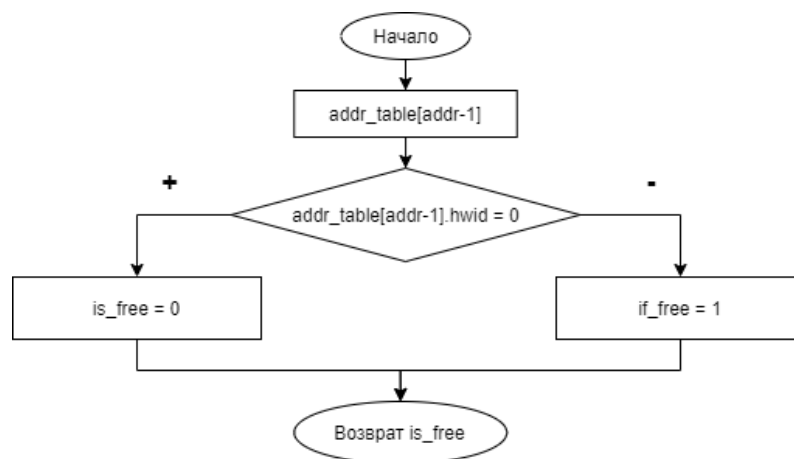 Начало
addr_table[addr-1]
+
-
addr_table[addr-1].hwid = 0
is_free = 0
if_free = 1
Возврат is_free